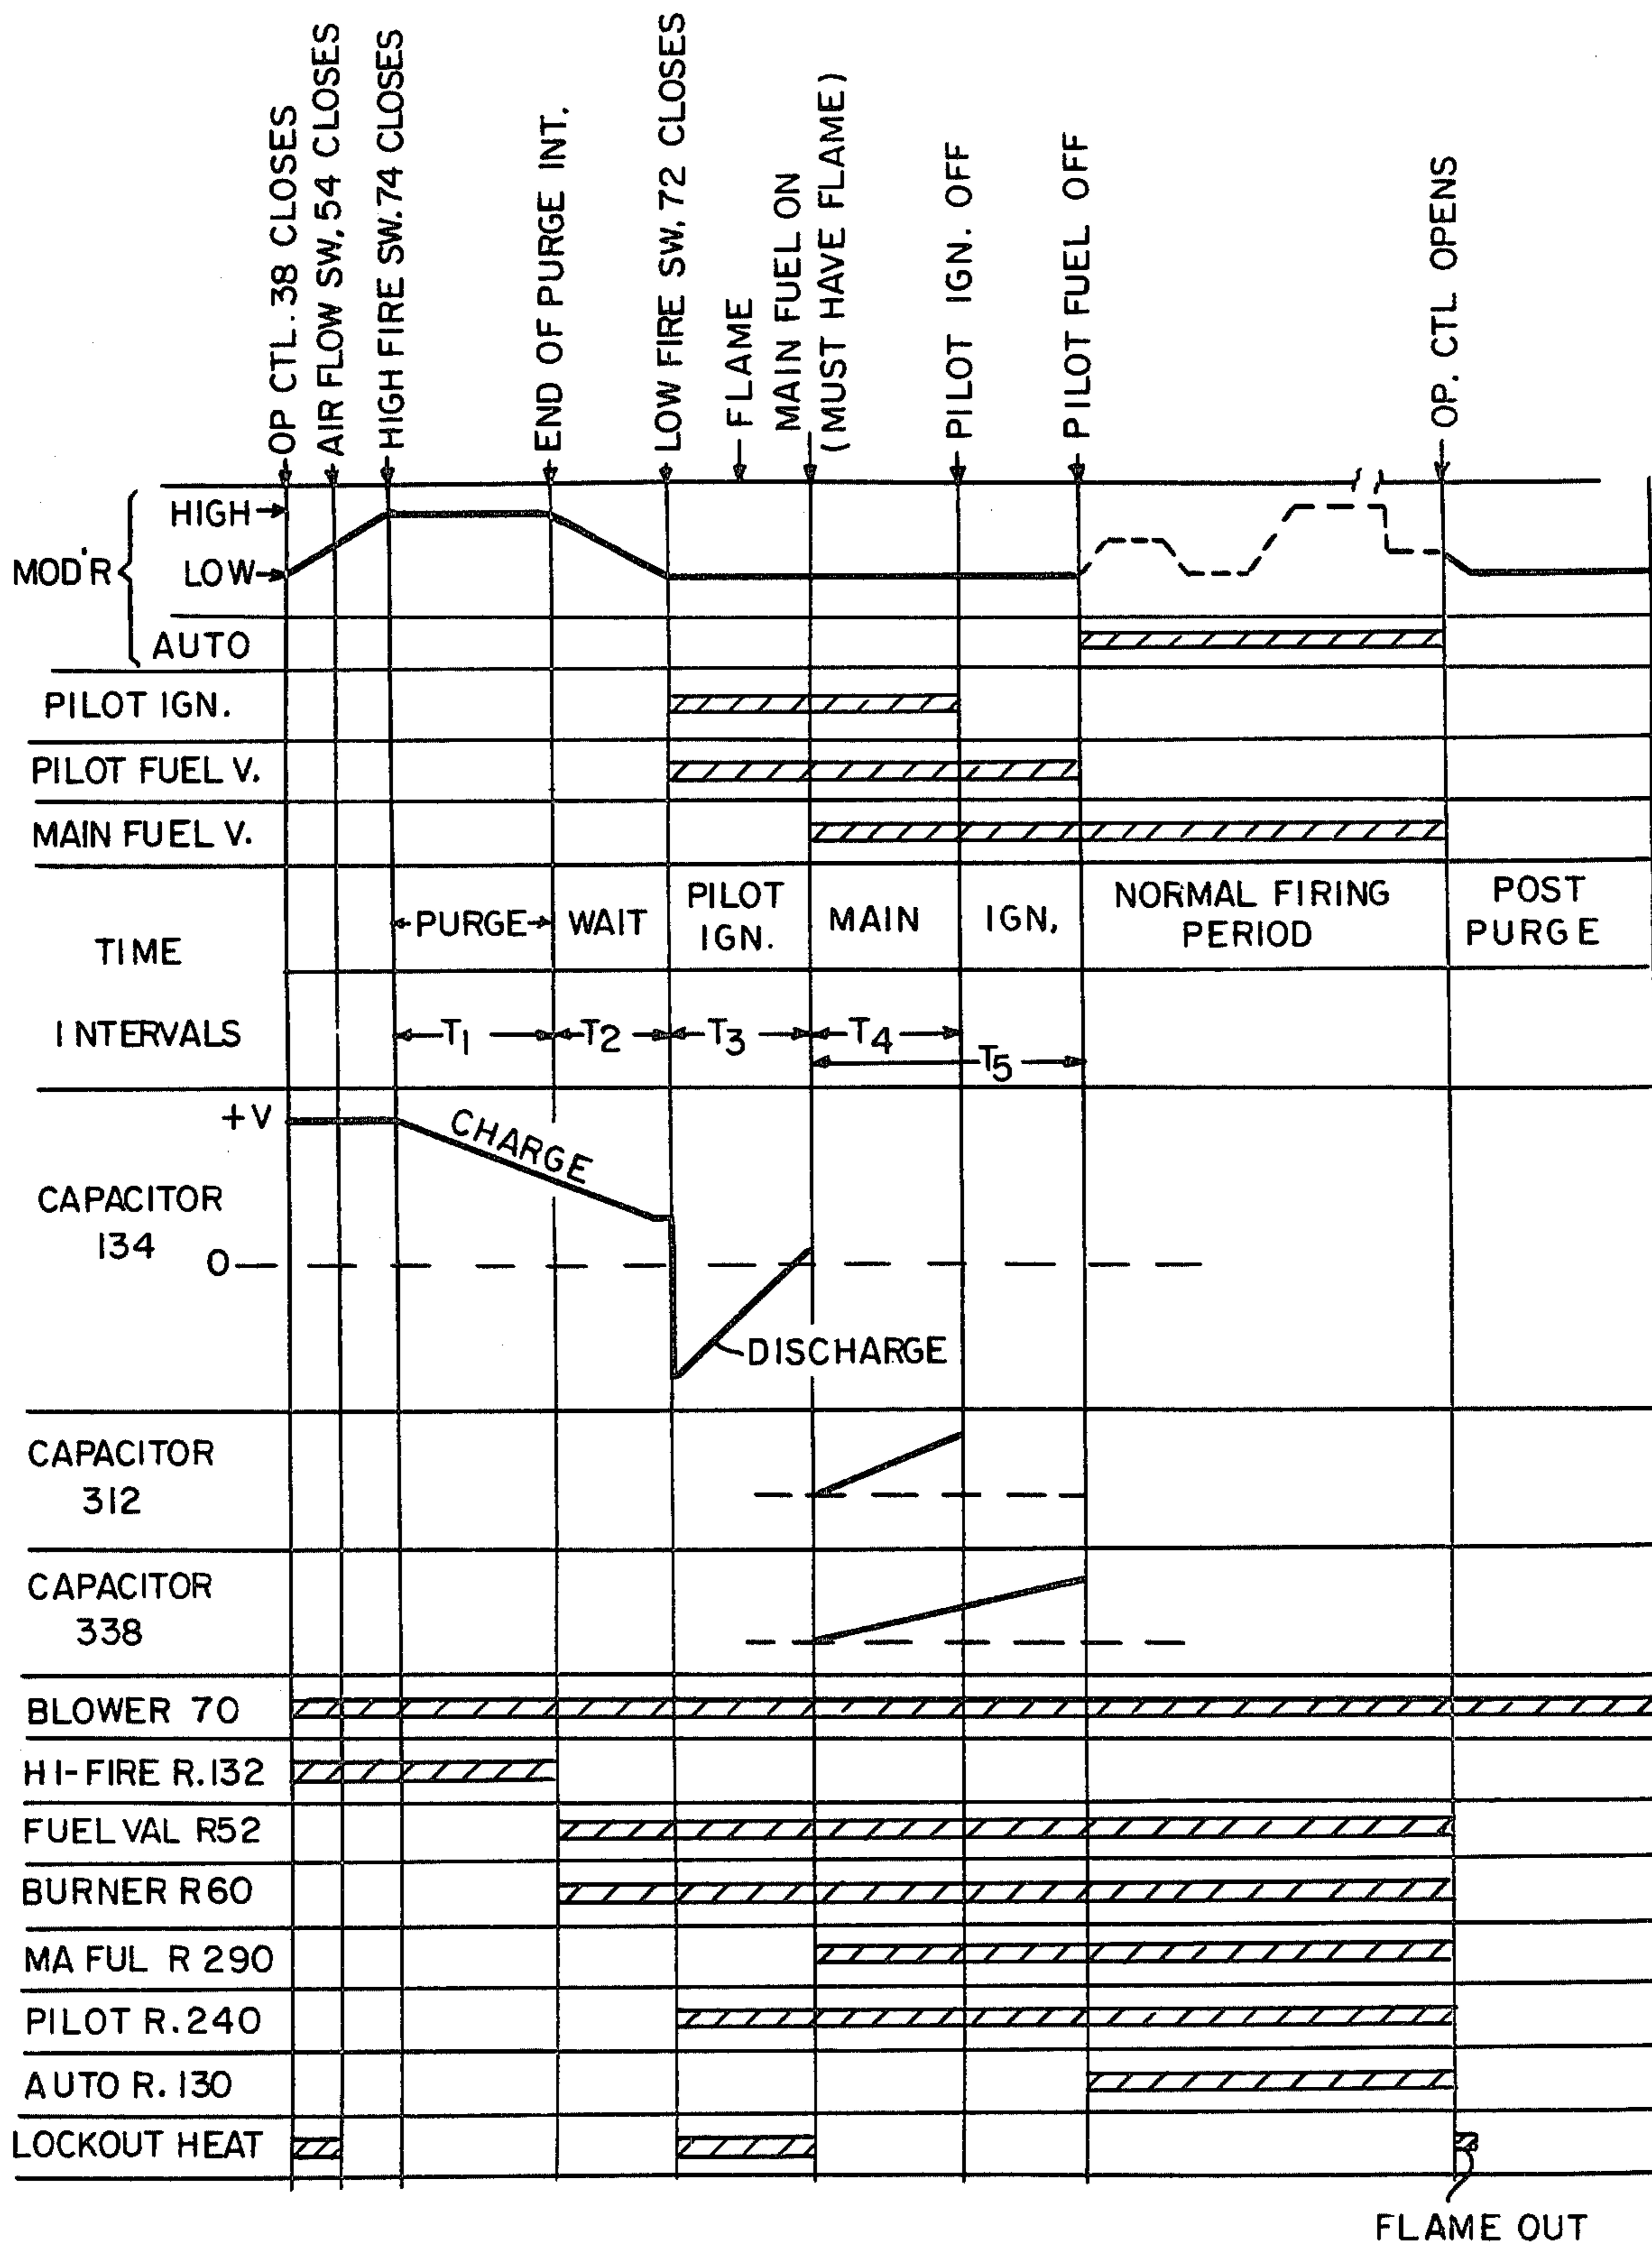 OP CTL. 38 CLOSES
AIR FLOW SW. 54 CLOSES
HIGH FIRE SW. 74 CLOSES
END OF PURGE INT.
LOW FIRE SW. 72 CLOSES
FLAME
MAIN FUEL ON
(MUST HAVE FLAME)
PILOT IGN. OFF
PILOT FUEL OFF
OP. CTL OPENS
HIGH
MOD'R
LOW
AUTO
PILOT IGN.
PILOT FUEL V.
MAIN FUEL V.
TIME
INTERVALS
PURGE
WAIT
PILOT
IGN.
MAIN
IGN,
NORMAL FIRING
PERIOD
POST
PURGE
T1
T2
T3
T4
T5
+V
CHARGE
CAPACITOR
134
0
DISCHARGE
CAPACITOR
312
CAPACITOR
338
BLOWER 70
HI-FIRE R.132
FUEL VAL R52
BURNER R60
MA FUL R 290
PILOT R.240
AUTO R. 130
LOCKOUT HEAT
FLAME OUT